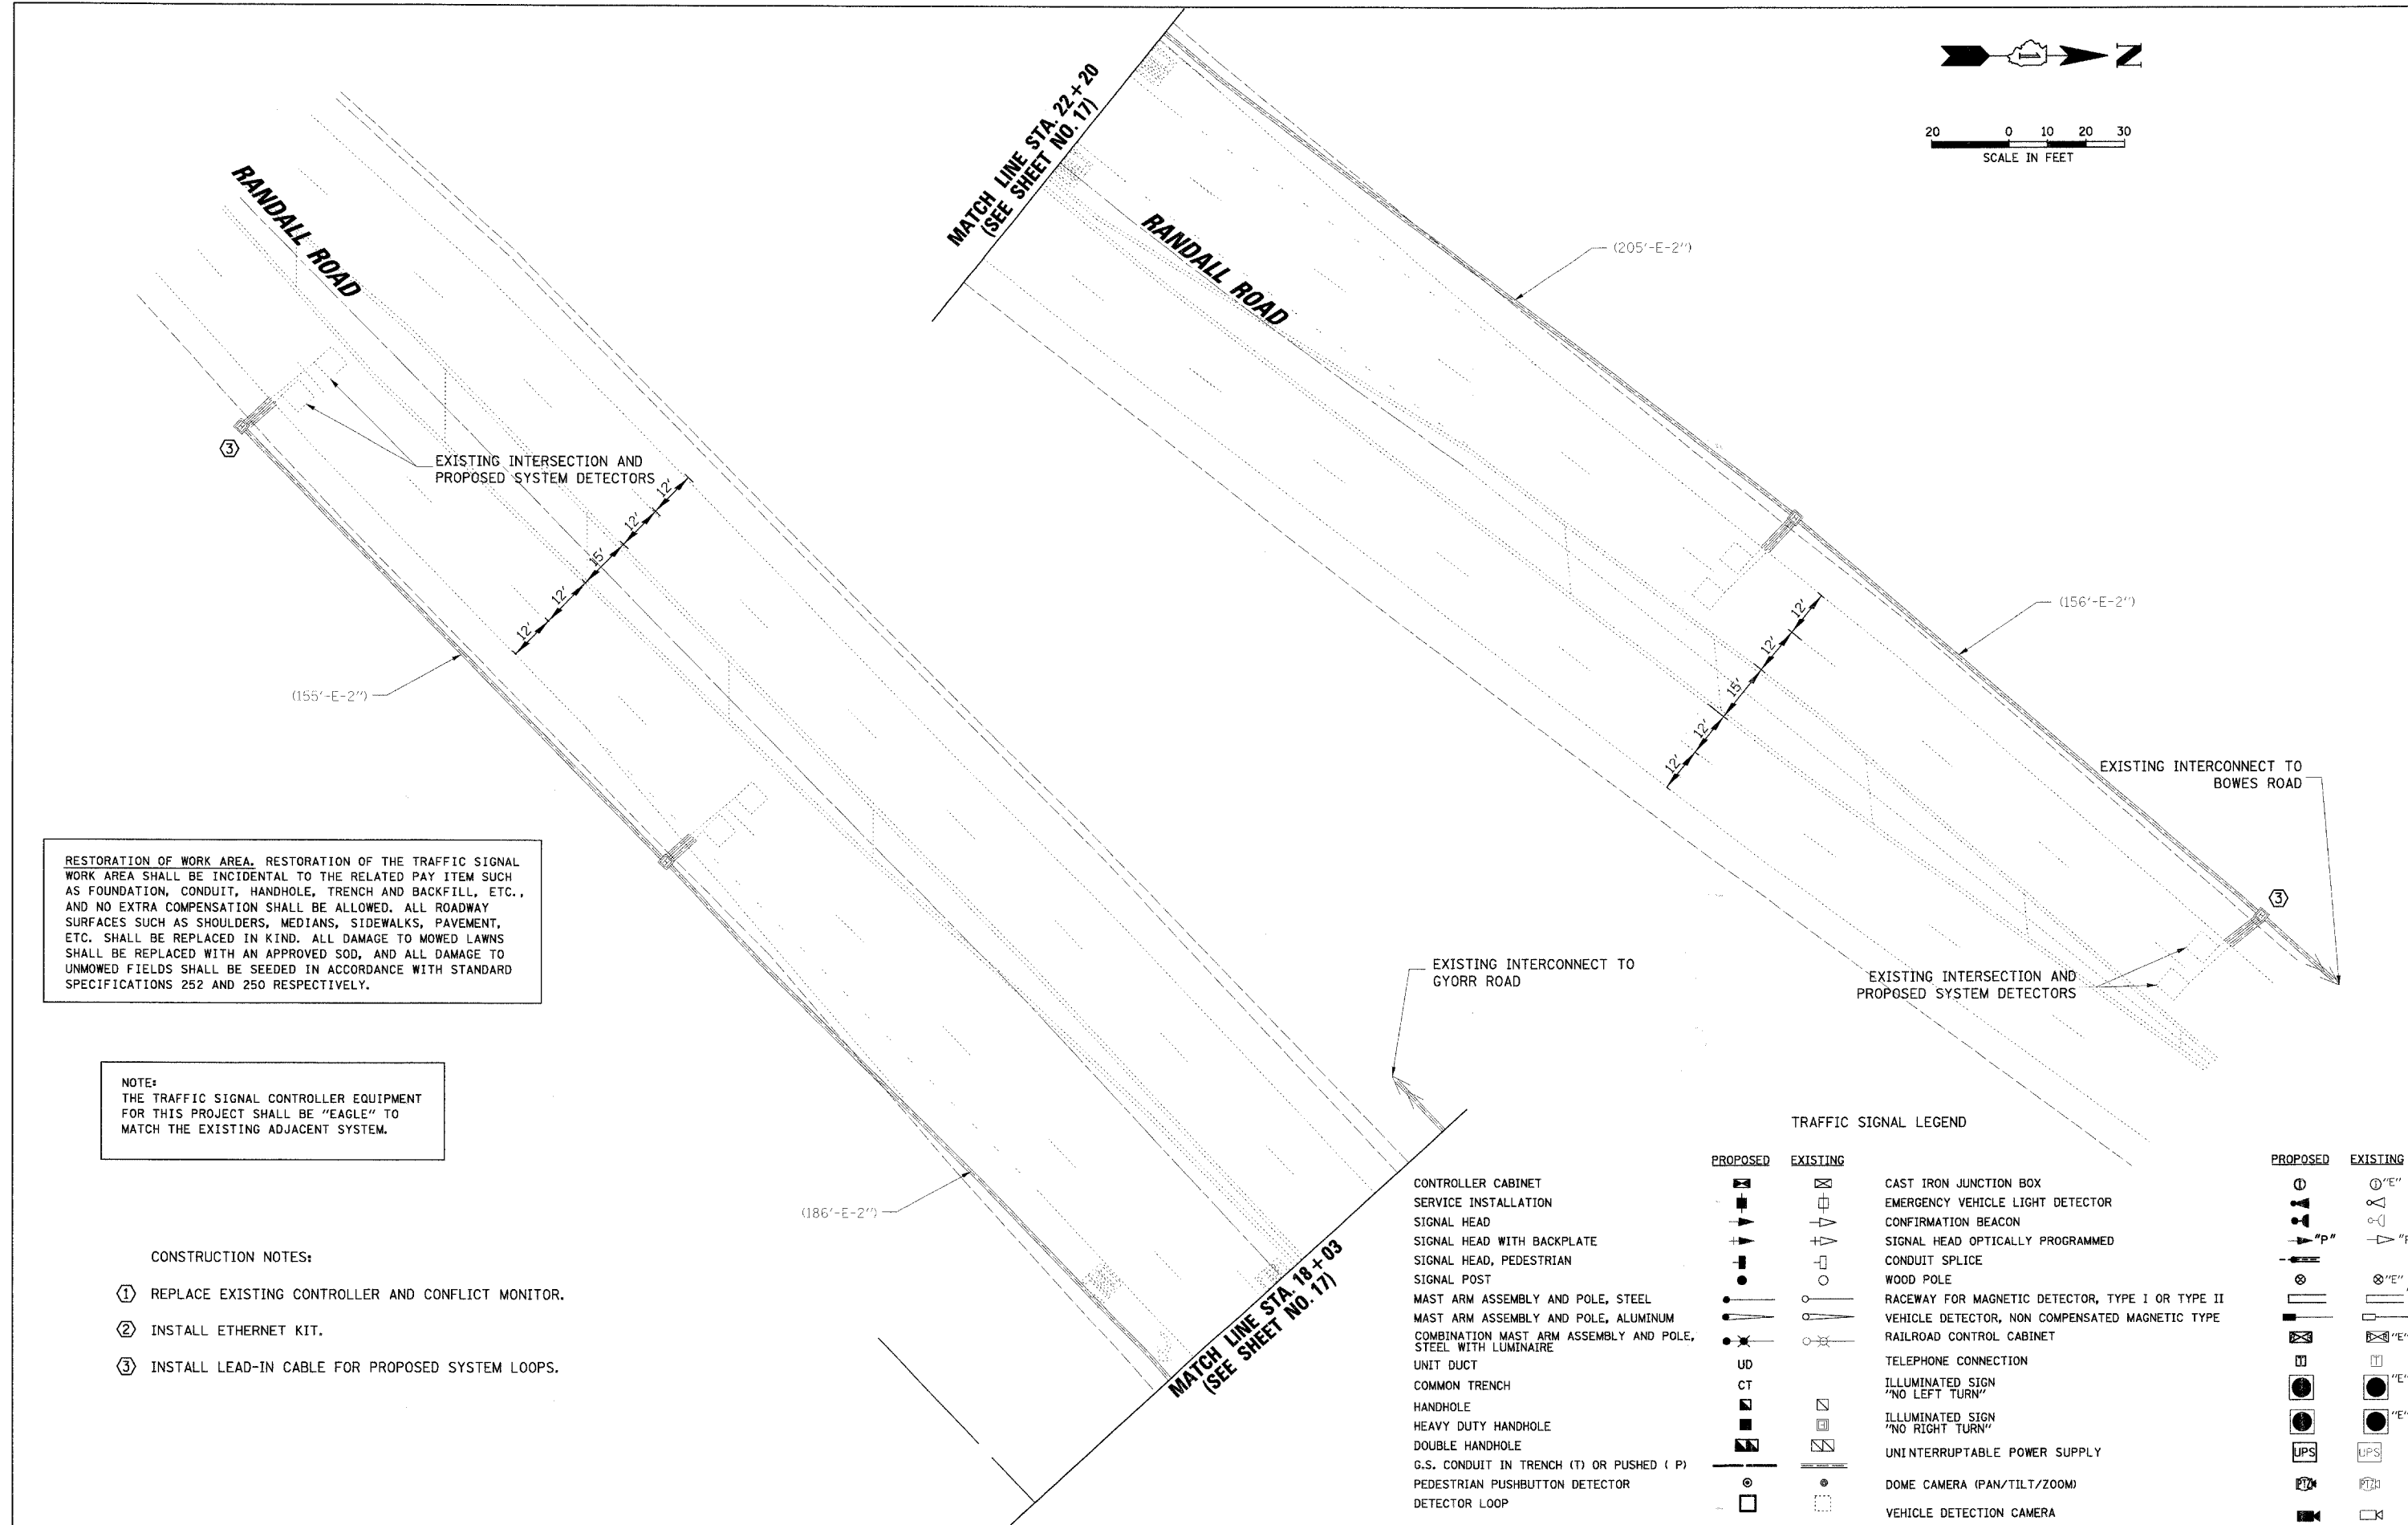 N
20 0 10 20 30
SCALE IN FEET
MATCH LINE STA. 22+20
(SEE SHEET NO. 17)
RANDALL ROAD
RANDALL ROAD
(205'-E-2")
3
EXISTING INTERSECTION AND
PROPOSED SYSTEM DETECTORS
12'
12'
15'
12'
12'
(155'-E-2")
(156'-E-2")
12'
12'
15'
12'
12'
EXISTING INTERCONNECT TO
BOWES ROAD
3
EXISTING INTERSECTION AND
PROPOSED SYSTEM DETECTORS
EXISTING INTERCONNECT TO
GYORR ROAD
RESTORATION OF WORK AREA. RESTORATION OF THE TRAFFIC SIGNAL
WORK AREA SHALL BE INCIDENTAL TO THE RELATED PAY ITEM SUCH
AS FOUNDATION, CONDUIT, HANDHOLE, TRENCH AND BACKFILL, ETC.,
AND NO EXTRA COMPENSATION SHALL BE ALLOWED. ALL ROADWAY
SURFACES SUCH AS SHOULDERS, MEDIANS, SIDEWALKS, PAVEMENT,
ETC. SHALL BE REPLACED IN KIND. ALL DAMAGE TO MOWED LAWNS
SHALL BE REPLACED WITH AN APPROVED SOD, AND ALL DAMAGE TO
UNMOWED FIELDS SHALL BE SEEDED IN ACCORDANCE WITH STANDARD
SPECIFICATIONS 252 AND 250 RESPECTIVELY.
NOTE:
THE TRAFFIC SIGNAL CONTROLLER EQUIPMENT
FOR THIS PROJECT SHALL BE "EAGLE" TO
MATCH THE EXISTING ADJACENT SYSTEM.
(186'-E-2")
MATCH LINE STA. 18+03
(SEE SHEET NO. 17)
CONSTRUCTION NOTES:
1 REPLACE EXISTING CONTROLLER AND CONFLICT MONITOR.
2 INSTALL ETHERNET KIT.
3 INSTALL LEAD-IN CABLE FOR PROPOSED SYSTEM LOOPS.
TRAFFIC SIGNAL LEGEND
PROPOSED EXISTING
CONTROLLER CABINET
SERVICE INSTALLATION
SIGNAL HEAD
SIGNAL HEAD WITH BACKPLATE
SIGNAL HEAD, PEDESTRIAN
SIGNAL POST
MAST ARM ASSEMBLY AND POLE, STEEL
MAST ARM ASSEMBLY AND POLE, ALUMINUM
COMBINATION MAST ARM ASSEMBLY AND POLE,
STEEL WITH LUMINAIRE
UNIT DUCT UD
COMMON TRENCH CT
HANDHOLE
HEAVY DUTY HANDHOLE
DOUBLE HANDHOLE
G.S. CONDUIT IN TRENCH (T) OR PUSHED ( P)
PEDESTRIAN PUSHBUTTON DETECTOR
DETECTOR LOOP
PROPOSED EXISTING
CAST IRON JUNCTION BOX "E"
EMERGENCY VEHICLE LIGHT DETECTOR
CONFIRMATION BEACON
SIGNAL HEAD OPTICALLY PROGRAMMED "P"
CONDUIT SPLICE
WOOD POLE "E"
RACEWAY FOR MAGNETIC DETECTOR, TYPE I OR TYPE II
VEHICLE DETECTOR, NON COMPENSATED MAGNETIC TYPE
RAILROAD CONTROL CABINET "E"
TELEPHONE CONNECTION T T
ILLUMINATED SIGN "E"
"NO LEFT TURN"
ILLUMINATED SIGN "E"
"NO RIGHT TURN"
UNINTERRUPTABLE POWER SUPPLY UPS UPS
DOME CAMERA (PAN/TILT/ZOOM) PTZ PTZ
VEHICLE DETECTION CAMERA